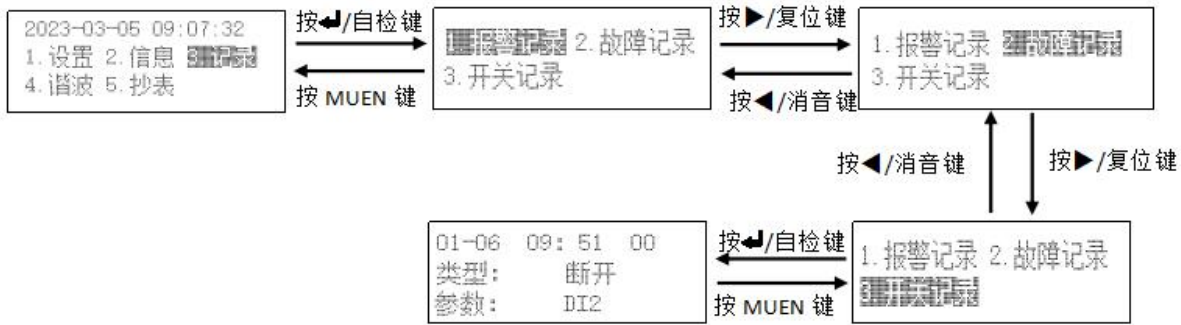 2023-03-05 09:07:32
1.设置 2.信息 3.记录
4.谐波 5.抄表
按↵/自检键
按 MUEN 键
1.报警记录 2.故障记录
3.开关记录
按▶/复位键
按◀/消音键
1.报警记录 2.故障记录
3.开关记录
按◀/消音键
按▶/复位键
01-06 09:51 00
类型: 断开
参数: DI2
按↵/自检键
按 MUEN 键
1.报警记录 2.故障记录
3.开关记录